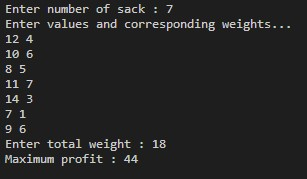 Enter number of sack : 7
Enter values and corresponding weights...
12 4
10 6
8 5
11 7
14 3
7 1
9 6
Enter total weight : 18
Maximum profit : 44